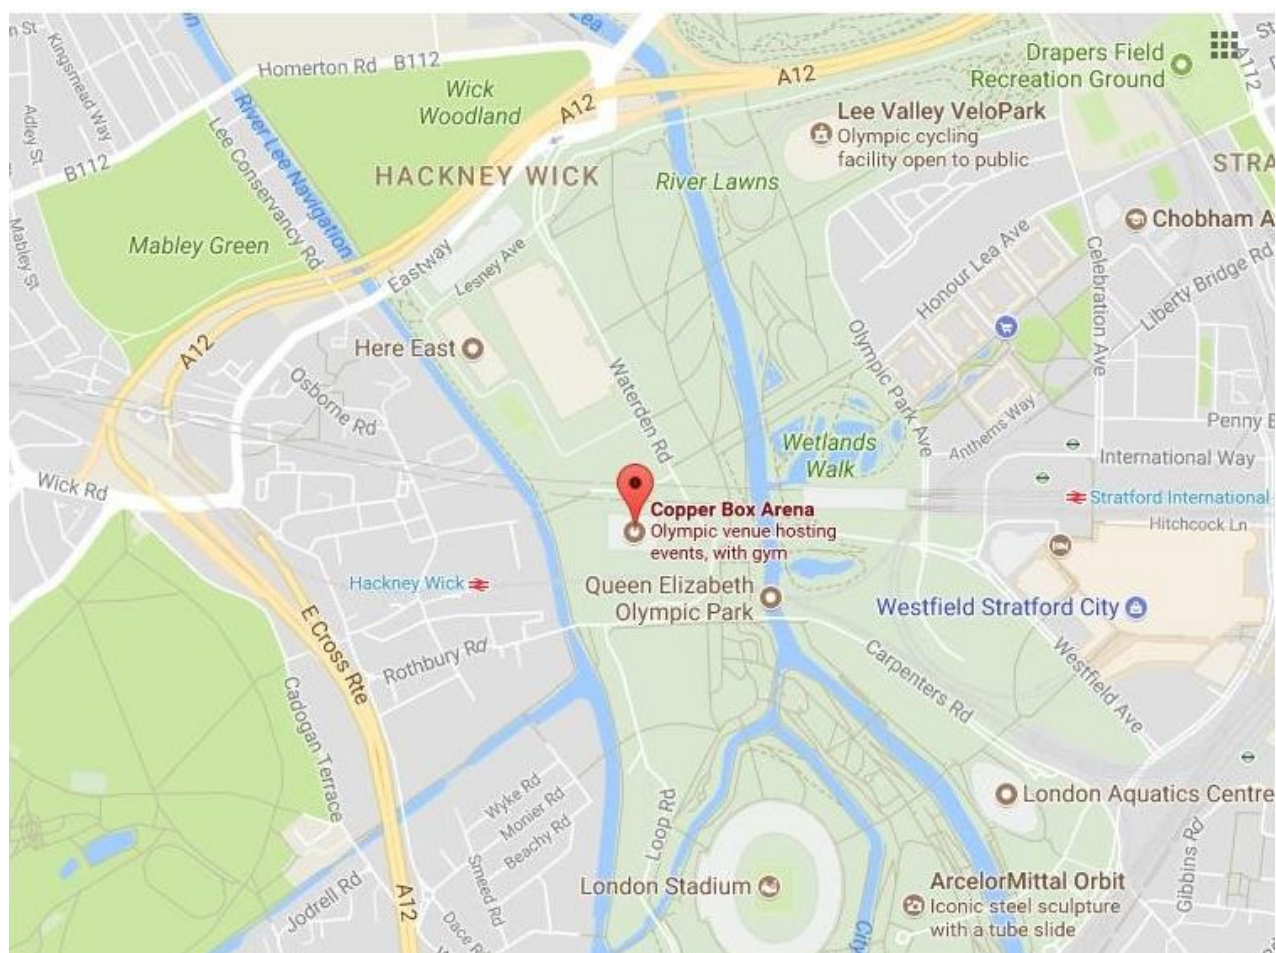 n St
Kingsmead Way
Adley St
Homerton Rd
B112
Wick
Woodland
A12
Lea
A12
Drapers Field
Recreation Ground
A112
Lee Valley VeloPark
Olympic cycling
facility open to public
River Lee Navigation
Lee Conservancy Rd
B112
HACKNEY WICK
River Lawns
STRA
Mabley St
Mabley Green
Eastway
Lesney Ave
Chobham A
Honour Lea Ave
Celebration Ave
Liberty Bridge Rd
A12
Here East
Osborne Rd
Waterden Rd
Olympic Park Ave
Anthems Way
Penny B
Wetlands
Walk
International Way
Wick Rd
Stratford International
Hitchcock Ln
Copper Box Arena
Olympic venue hosting
events, with gym
Hackney Wick
Queen Elizabeth
Olympic Park
Westfield Stratford City
E Cross Rte
Rothbury Rd
Carpenters Rd
Westfield Ave
Cadogan Terrace
Wyke Rd
Monier Rd
Beachy Rd
Smeed Rd
Loop Rd
London Aquatics Centre
Gibbins Rd
London Stadium
ArcelorMittal Orbit
Iconic steel sculpture
with a tube slide
Jodrell Rd
A12
Dace Rd
City